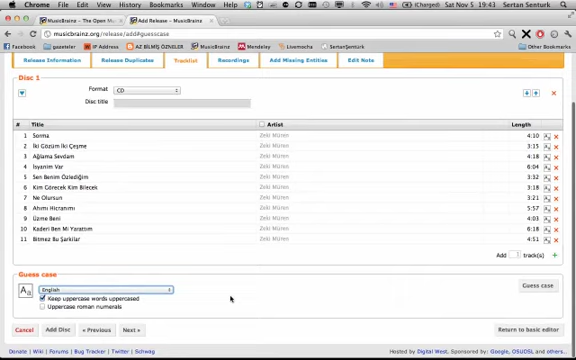 Chrome File Edit View History Bookmarks Window Help (Charged) Sat Nov 5 19:43 Sertan Senturk
MusicBrainz – The Open Mu Add Release – MusicBrainz
musicbrainz.org/release/add#guesscase
Facebook gazeteler IP Address AZ BİLMİŞ ÖZNELER MusicBrainz Mendeley Livemocha SertanŞentürk Other Bookmarks
Release Information Release Duplicates Tracklist Recordings Add Missing Entities Edit Note
Disc 1
Format CD
Disc title
# Title Artist Length
1 Sorma Zeki Müren 4:10
2 İki Gözüm İki Çeşme Zeki Müren 3:15
3 Ağlama Sevdam Zeki Müren 4:18
4 İsyanim Var Zeki Müren 6:04
5 Sen Benim Özlediğim Zeki Müren 3:32
6 Kim Görecek Kim Bilecek Zeki Müren 3:18
7 Ne Olursun Zeki Müren 3:21
8 Ahımı Hicranımı Zeki Müren 5:57
9 Üzme Beni Zeki Müren 4:03
10 Kaderi Ben Mi Yarattım Zeki Müren 6:18
11 Bitmez Bu Şarkılar Zeki Müren 4:51
Add 1 track(s)
Guess case
Aa English Guess case
Keep uppercase words uppercased
Uppercase roman numerals
Cancel Add Disc « Previous Next » Return to basic editor
Donate | Wiki | Forums | Bug Tracker | Twitter | Schwag Hosted by Digital West. Sponsored by: Google, OSUOSL and others...